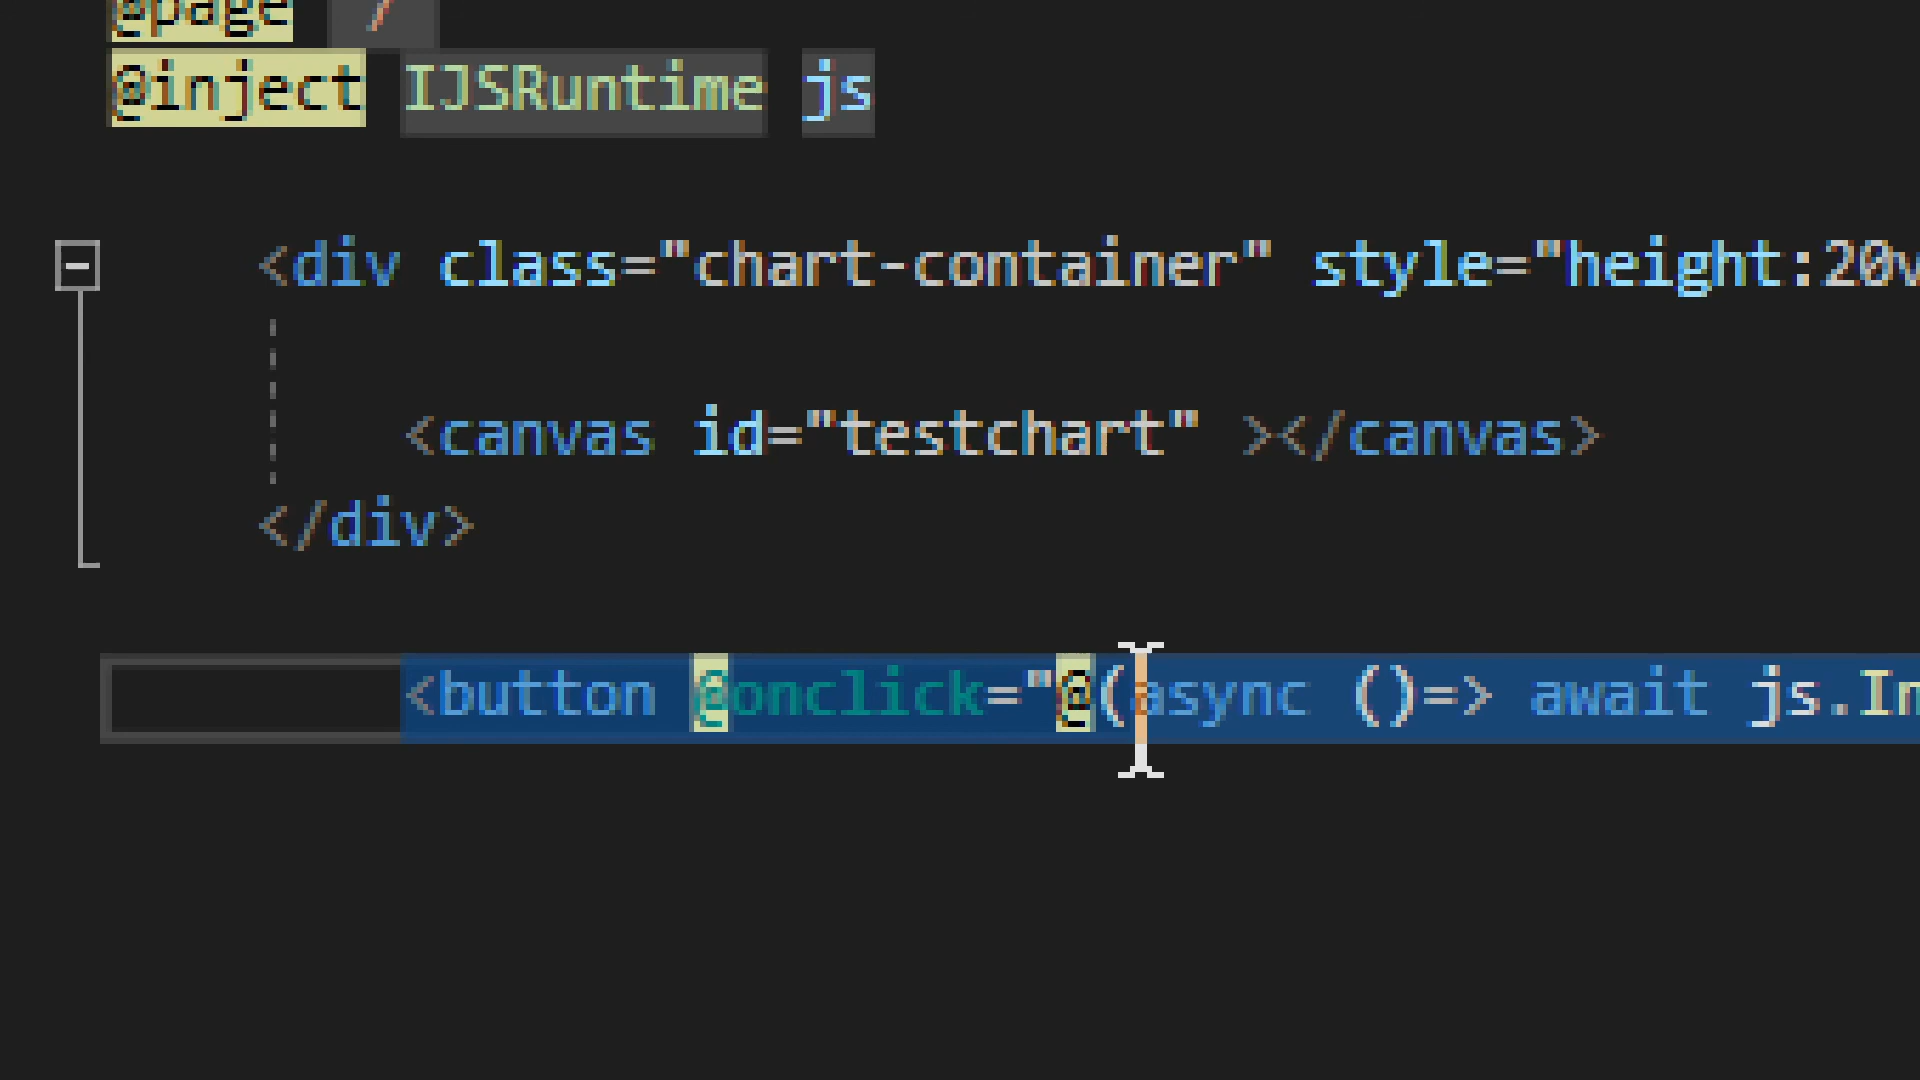 @page /
@inject IJSRuntime js
<div class="chart-container" style="height:20v
<canvas id="testchart" ></canvas>
</div>
<button @onclick="@(async ()=> await js.In